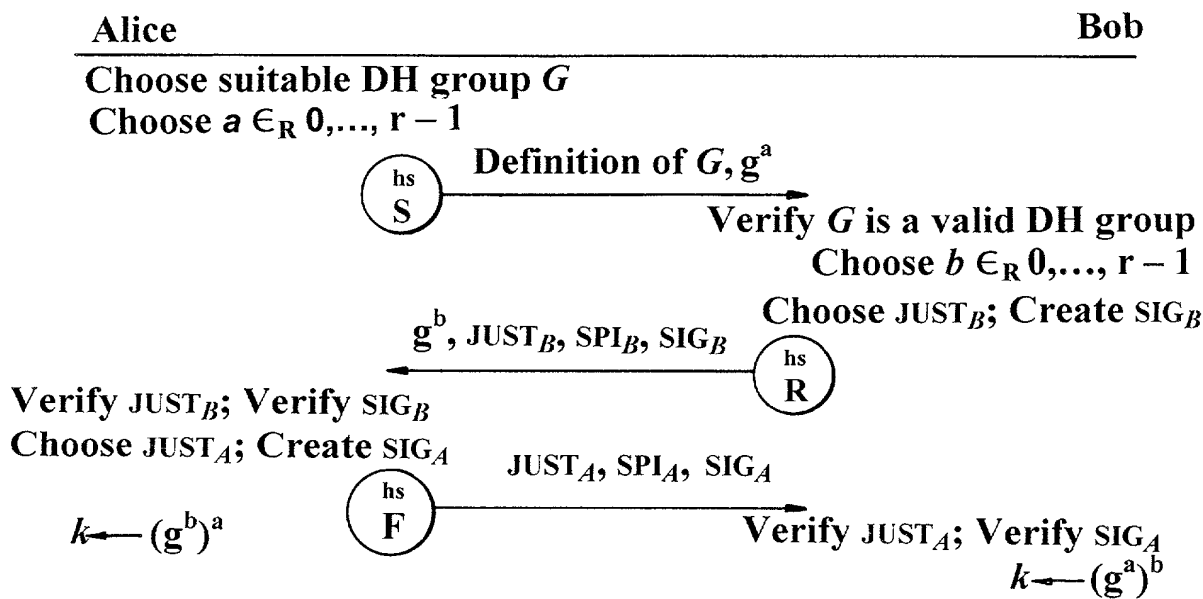 Alice Bob
Choose suitable DH group G
Choose a ∈R 0,..., r – 1
Definition of G, g^a
hs
S
Verify G is a valid DH group
Choose b ∈R 0,..., r – 1
Choose JUST_B; Create SIG_B
g^b, JUST_B, SPI_B, SIG_B
hs
R
Verify JUST_B; Verify SIG_B
Choose JUST_A; Create SIG_A
JUST_A, SPI_A, SIG_A
hs
F
k ← (g^b)^a
Verify JUST_A; Verify SIG_A
k ← (g^a)^b